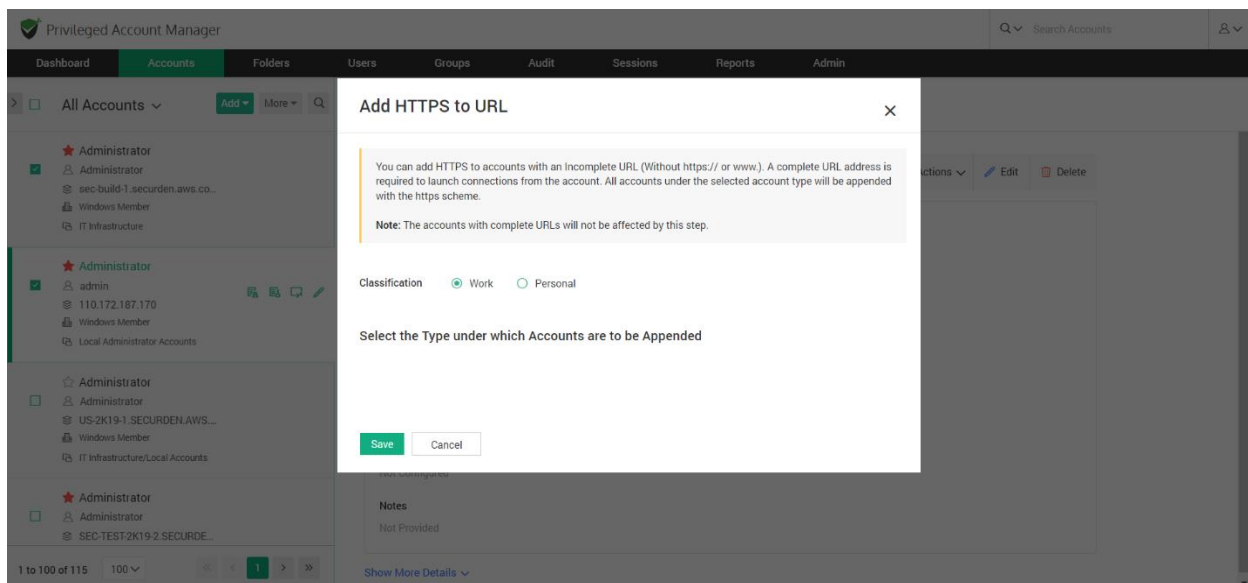 Privileged Account Manager
Search Accounts
Dashboard Accounts Folders Users Groups Audit Sessions Reports Admin
All Accounts Add More
Administrator
Administrator
sec-build-1.securden.aws.co...
Windows Member
IT Infrastructure
Administrator
admin
110.172.187.170
Windows Member
Local Administrator Accounts
Administrator
Administrator
US-2K19-1.SECURDEN.AWS...
Windows Member
IT Infrastructure/Local Accounts
Administrator
Administrator
SEC-TEST-2K19-2.SECURDE...
1 to 100 of 115 100 « < 1 > »
Add HTTPS to URL
You can add HTTPS to accounts with an Incomplete URL (Without https:// or www.). A complete URL address is
required to launch connections from the account. All accounts under the selected account type will be appended
with the https scheme.
Note: The accounts with complete URLs will not be affected by this step.
Classification Work Personal
Select the Type under which Accounts are to be Appended
Save Cancel
Edit Delete
Not Configured
Notes
Not Provided
Show More Details